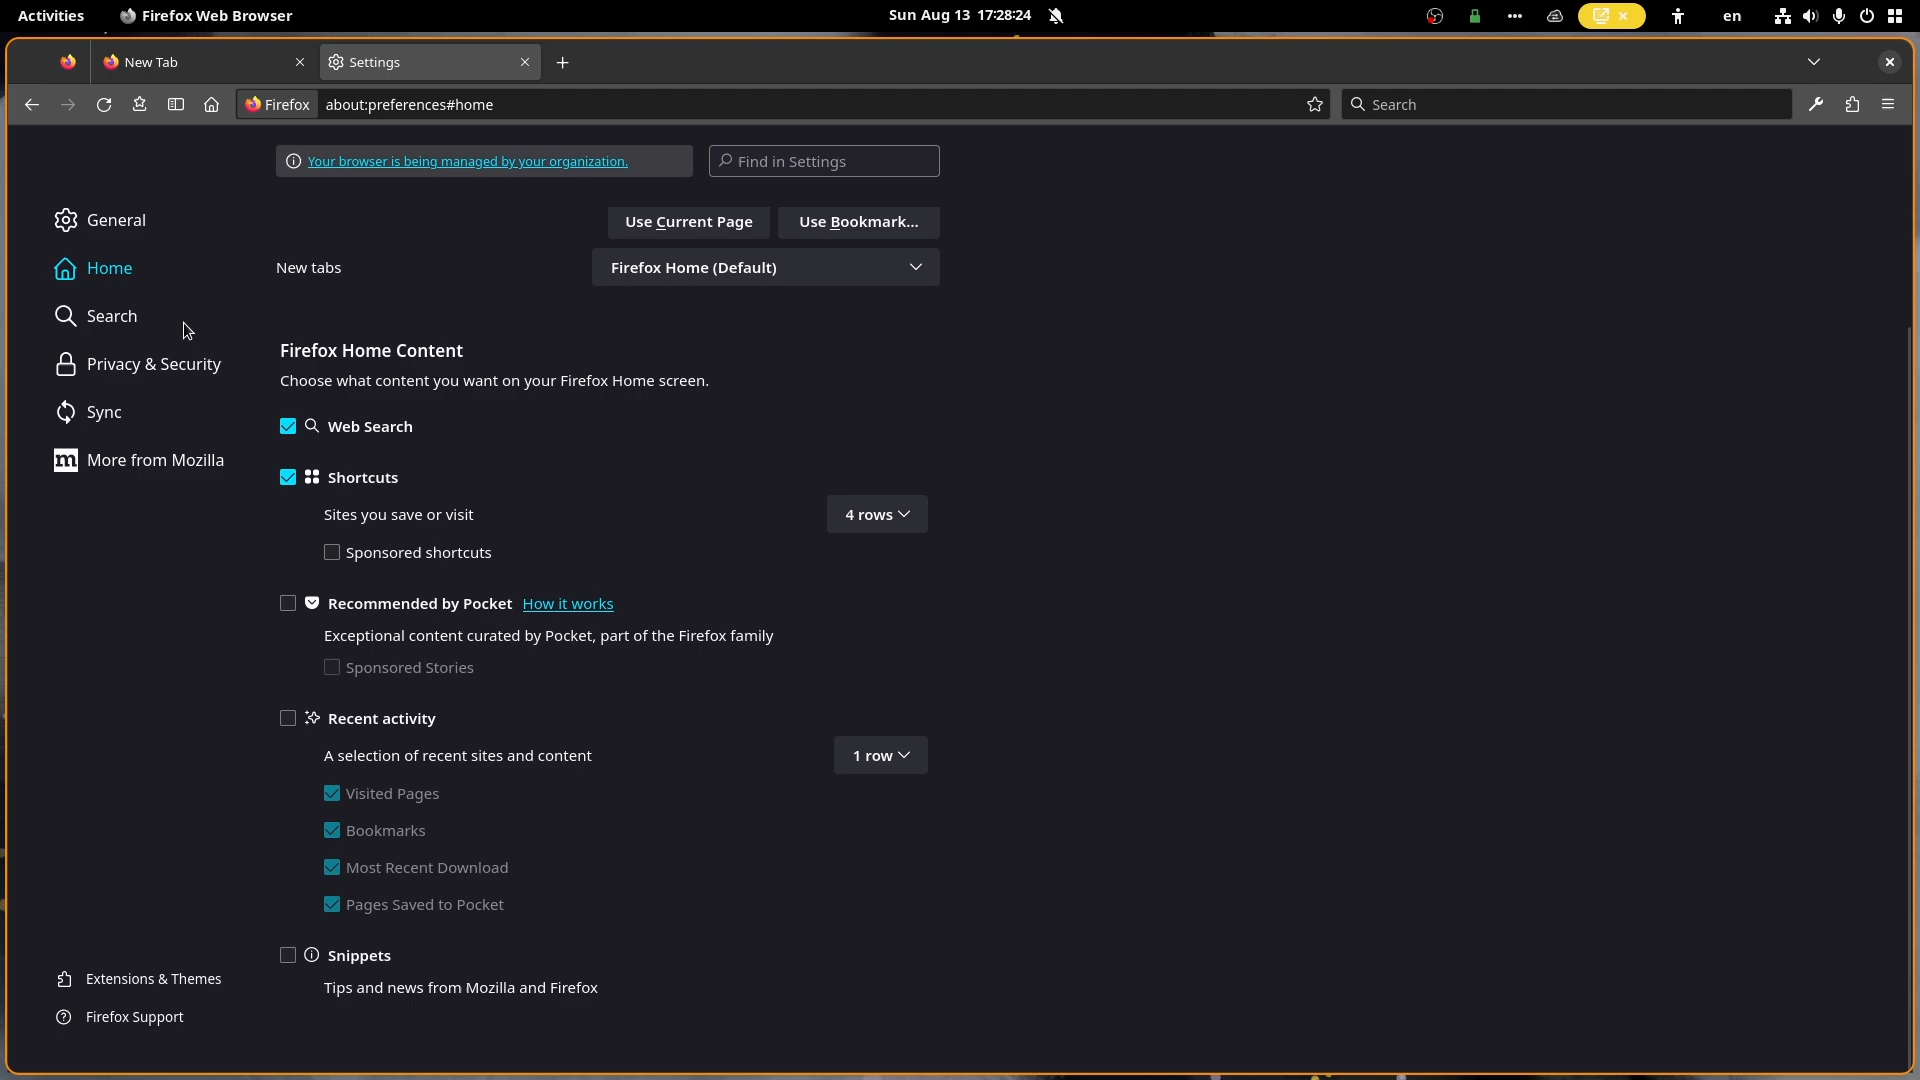 Activities Firefox Web Browser Sun Aug 13 17:28:24 en
New Tab Settings
Firefox about:preferences#home Search
Your browser is being managed by your organization. Find in Settings
General
Home
Search
Privacy & Security
Sync
More from Mozilla
Extensions & Themes
Firefox Support
Use Current Page Use Bookmark...
New tabs Firefox Home (Default)
Firefox Home Content
Choose what content you want on your Firefox Home screen.
Web Search
Shortcuts
Sites you save or visit 4 rows
Sponsored shortcuts
Recommended by Pocket How it works
Exceptional content curated by Pocket, part of the Firefox family
Sponsored Stories
Recent activity
A selection of recent sites and content 1 row
Visited Pages
Bookmarks
Most Recent Download
Pages Saved to Pocket
Snippets
Tips and news from Mozilla and Firefox